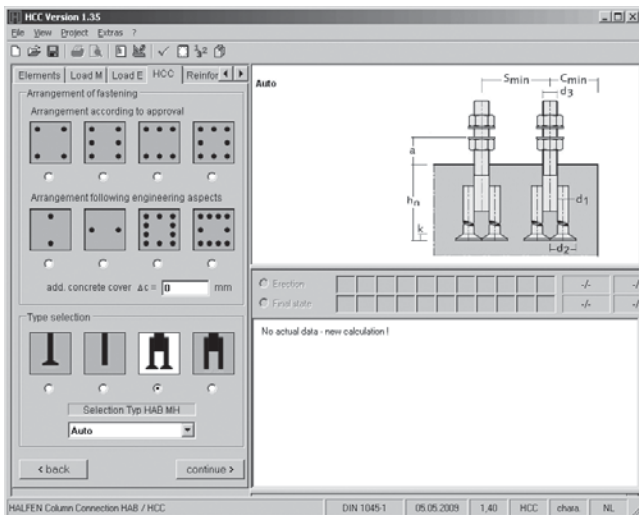 HCC Version 1.35
File View Project Extras ?
Elements Load M Load E HCC Reinfor
Arrangement of fastening
Arrangement according to approval
Arrangement following engineering aspects
add. concrete cover Δc = 0 mm
Type selection
Selection Typ HAB MH
Auto
< back continue >
Auto
Smin Cmin
d3
a
hn
d1
k
d2
Erection -/- -/
Final state -/- -/
No actual data - new calculation !
HALFEN Column Connection HAB / HCC DIN 1045-1 05.05.2009 1,40 HCC chara. NL